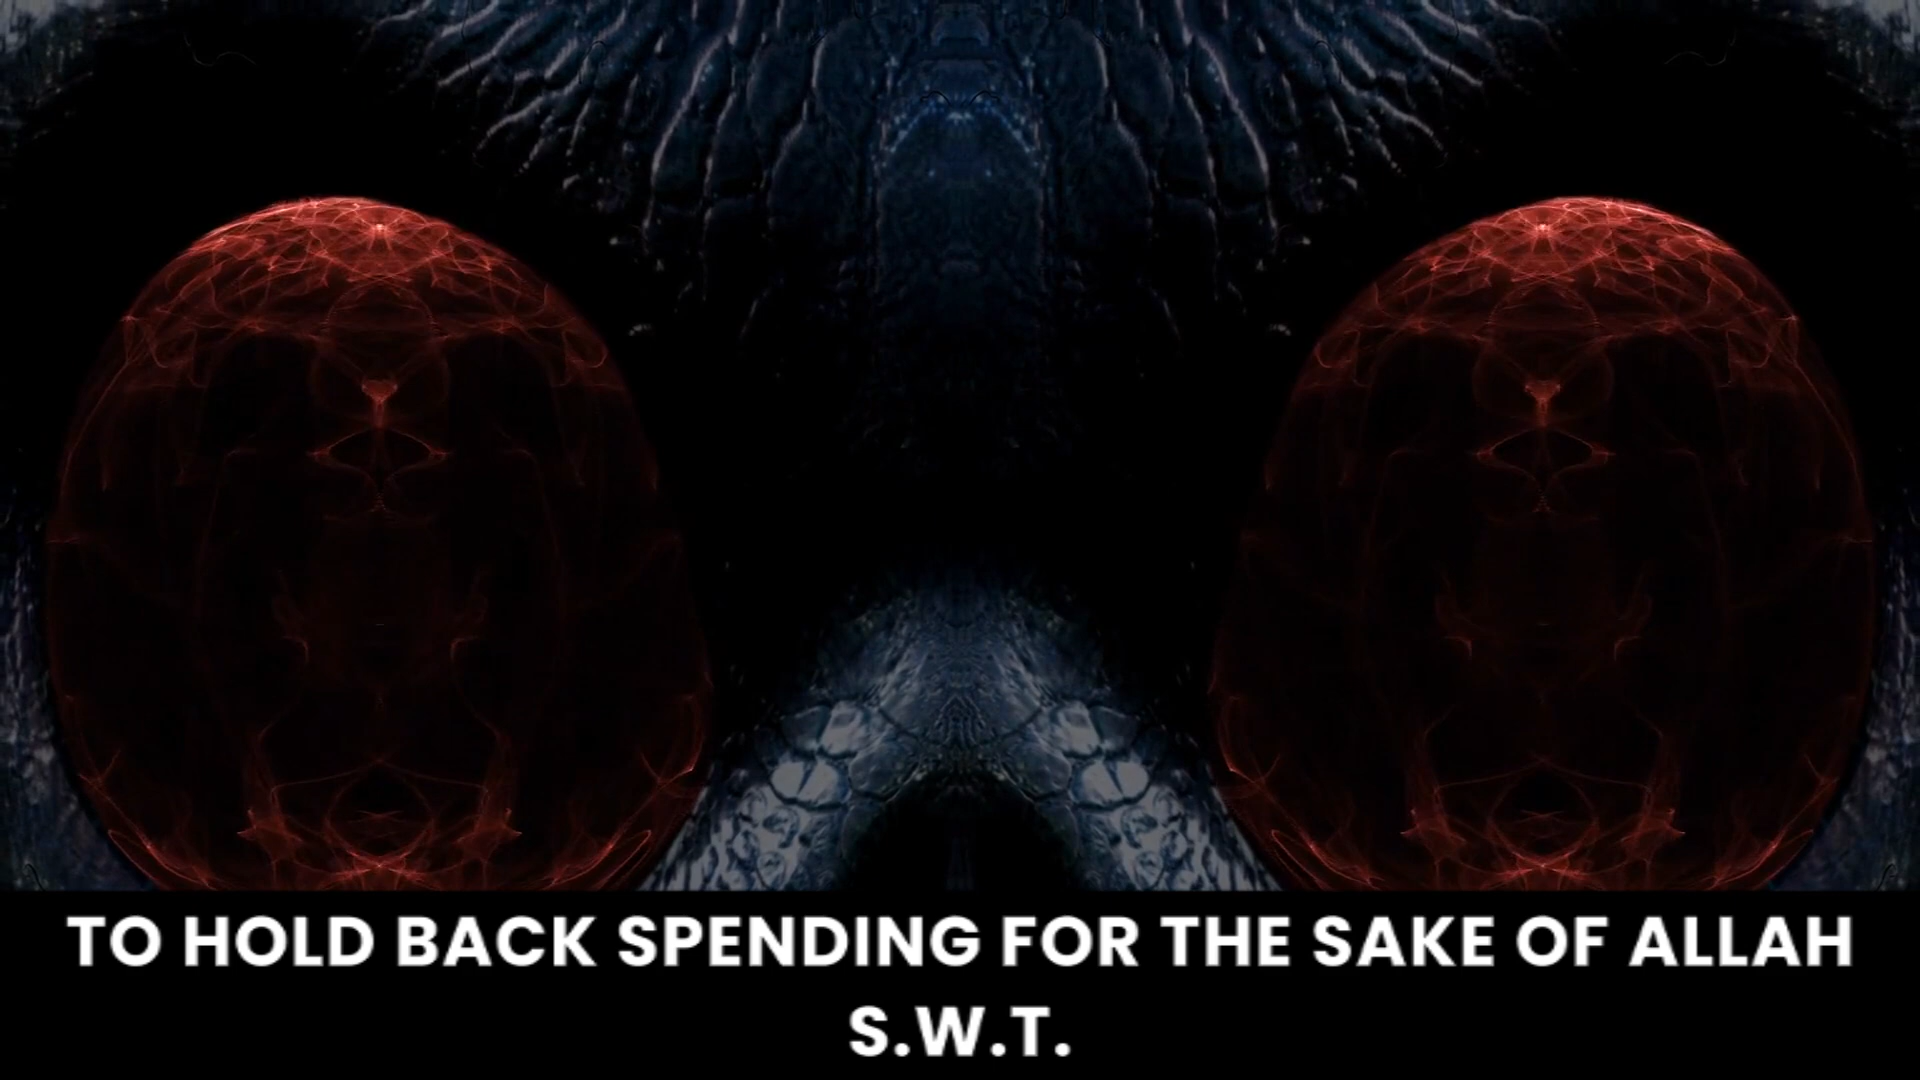 TO HOLD BACK SPENDING FOR THE SAKE OF ALLAH
S.W.T.